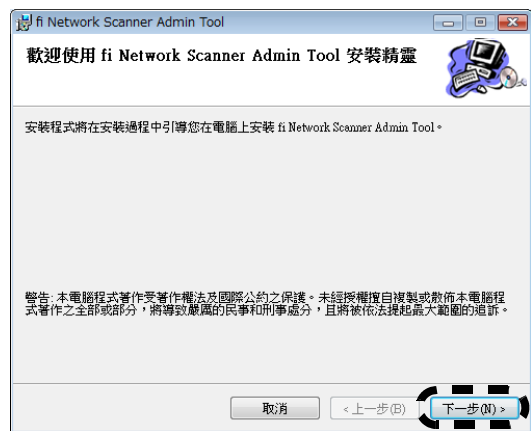 fi Network Scanner Admin Tool
歡迎使用 fi Network Scanner Admin Tool 安裝精靈
安裝程式將在安裝過程中引導您在電腦上安裝 fi Network Scanner Admin Tool。
警告: 本電腦程式著作受著作權法及國際公約之保護。未經授權擅自複製或散佈本電腦程
式著作之全部或部分，將導致嚴厲的民事和刑事處分，且將被依法提起最大範圍的追訴。
取消
<上一步(B)
下一步(N)>